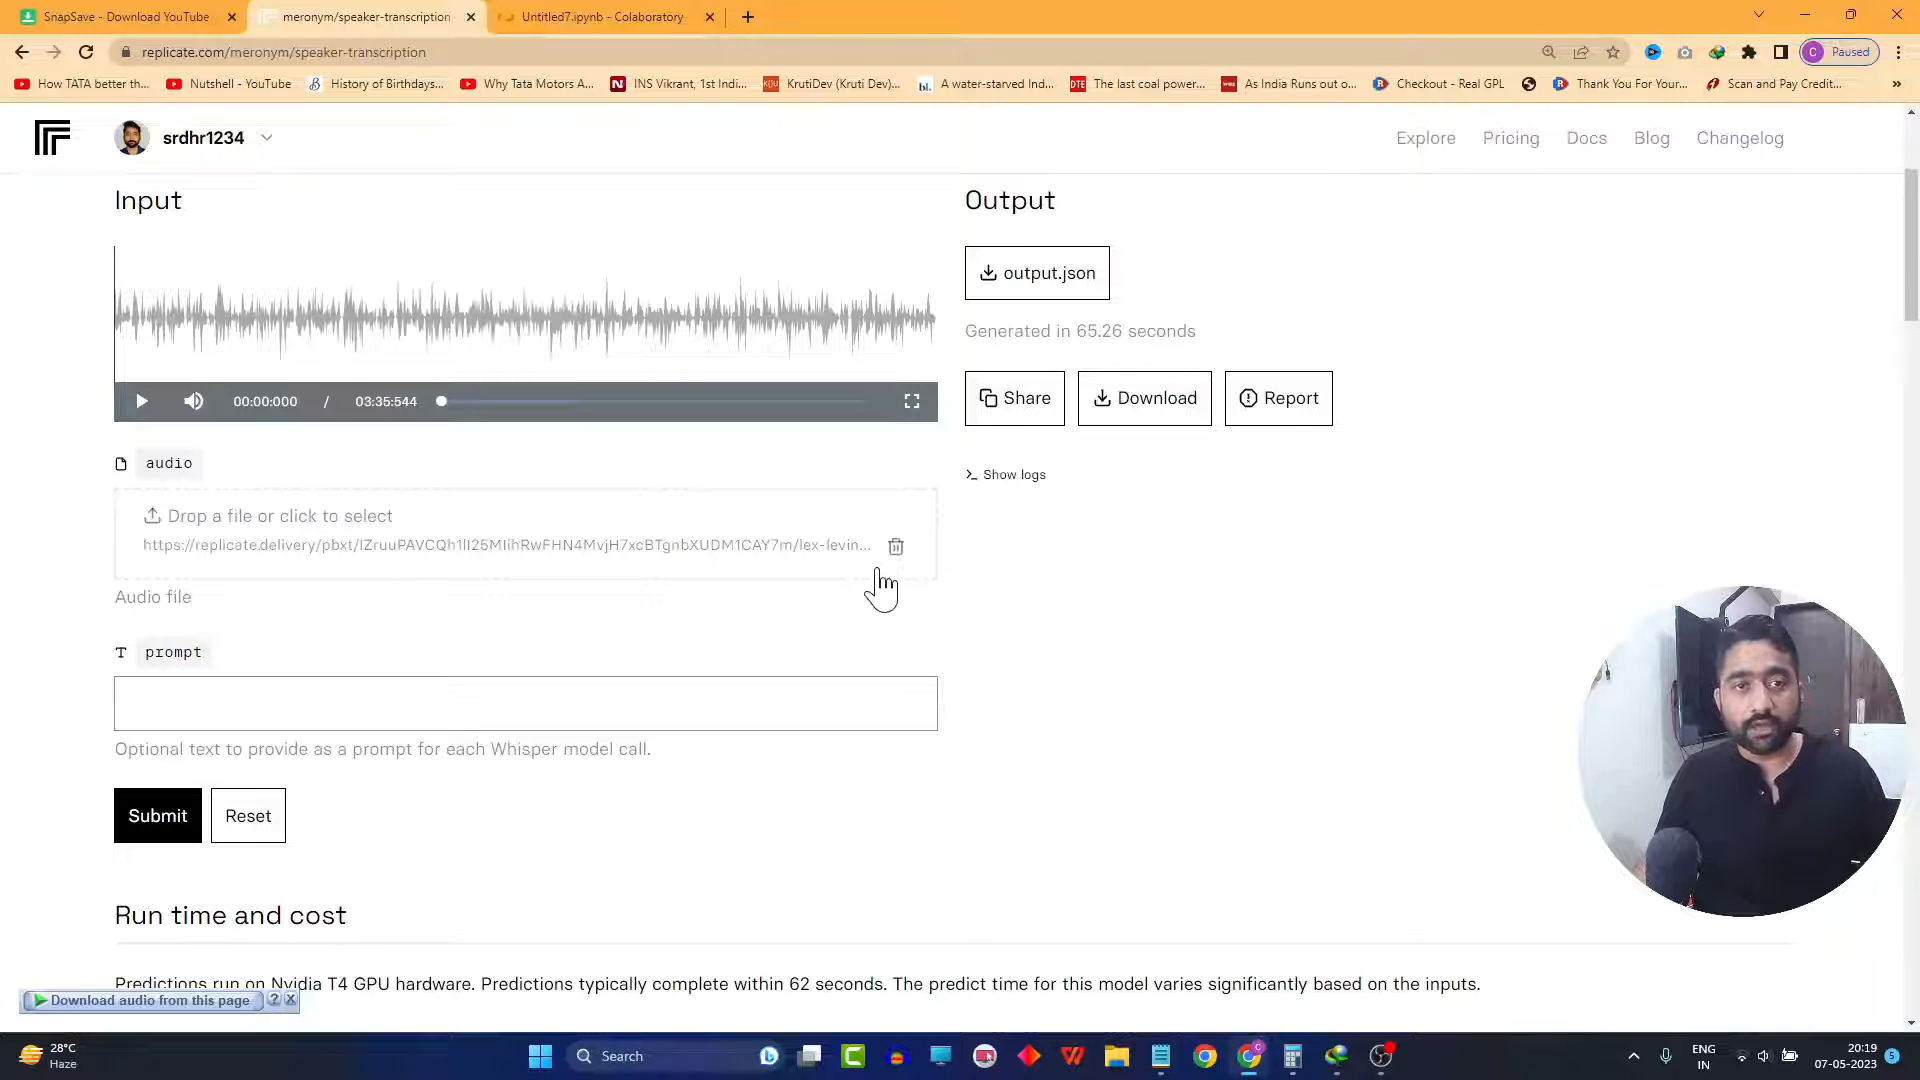 SnapSave - Download YouTube
meronym/speaker-transcription
Untitled7.ipynb - Colaboratory
replicate.com/meronym/speaker-transcription
C Paused
How TATA better th...
Nutshell - YouTube
History of Birthdays...
Why Tata Motors A...
INS Vikrant, 1st Indi...
KrutiDev (Kruti Dev)...
A water-starved Ind...
DTE The last coal power...
As India Runs out o...
Checkout - Real GPL
Thank You For Your...
Scan and Pay Credit...
srdhr1234
Explore
Pricing
Docs
Blog
Changelog
Input
Output
output.json
Generated in 65.26 seconds
00:00:000 / 03:35:544
Share
Download
Report
audio
Show logs
Drop a file or click to select
Audio file
prompt
Optional text to provide as a prompt for each Whisper model call.
Submit
Reset
Run time and cost
Predictions run on Nvidia T4 GPU hardware. Predictions typically complete within 62 seconds. The predict time for this model varies significantly based on the inputs.
Download audio from this page ? X
28°C
Haze
Search
ENG
IN
20:19
07-05-2023
5